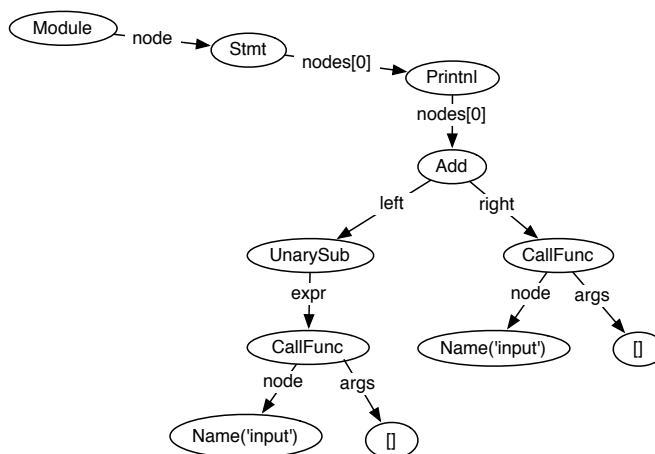 Module
node
Stmt
nodes[0]
Printnl
nodes[0]
Add
left
right
UnarySub
CallFunc
expr
node
args
CallFunc
Name('input')
[]
node
args
Name('input')
[]